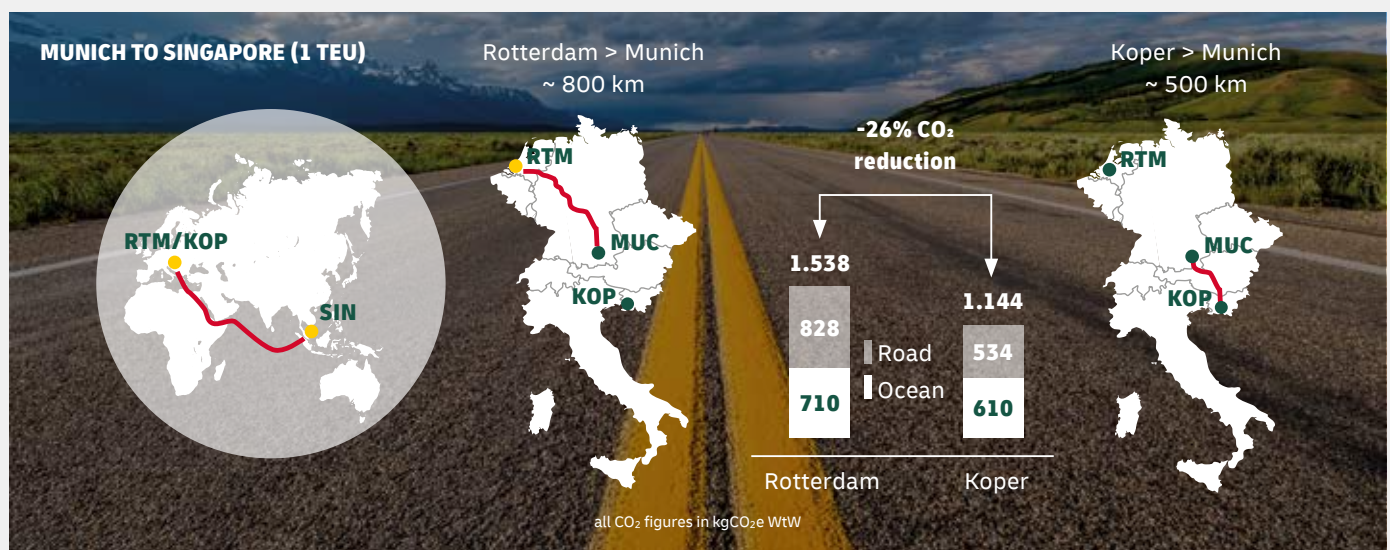 MUNICH TO SINGAPORE (1 TEU)
Rotterdam > Munich
~ 800 km
Koper > Munich
~ 500 km
RTM/KOP
SIN
RTM
MUC
KOP
-26% CO₂
reduction
1.538
828
710
1.144
534
610
Road
Ocean
Rotterdam
Koper
RTM
MUC
KOP
all CO₂ figures in kgCO₂e WtW